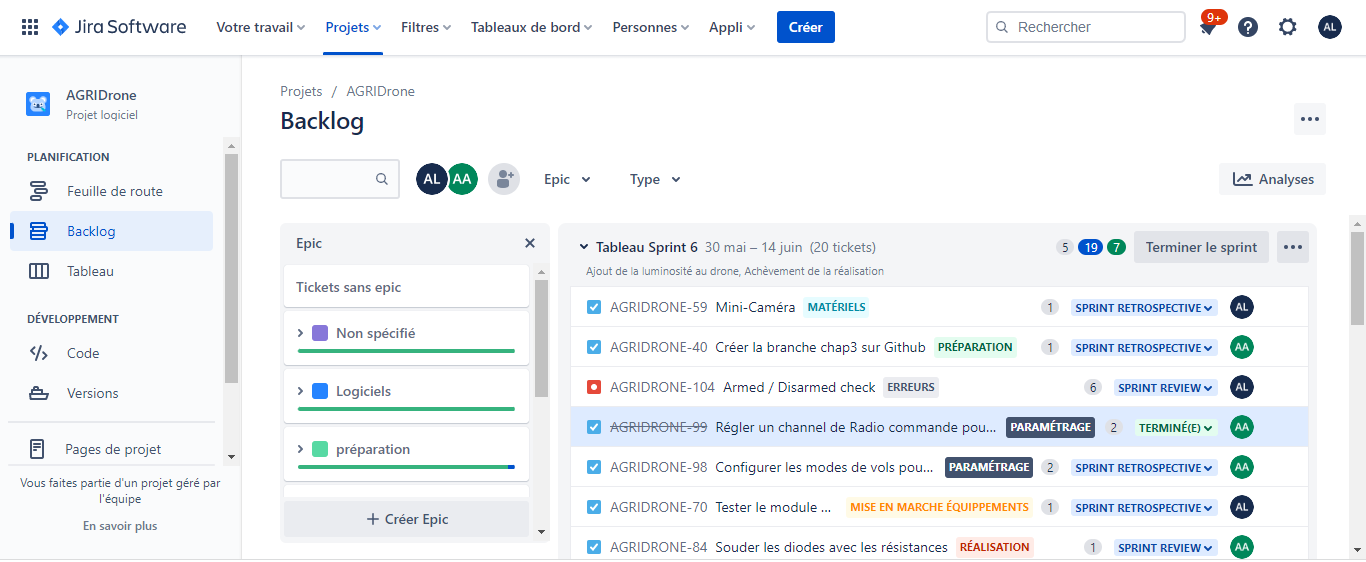 Jira Software Votre travail Projets Filtres Tableaux de bord Personnes Appli Créer Rechercher 9+ AL
AGRIDrone
Projet logiciel
PLANIFICATION
Feuille de route
Backlog
Tableau
DÉVELOPPEMENT
Code
Versions
Pages de projet
Vous faites partie d'un projet géré par
l'équipe
En savoir plus
Projets / AGRIDrone
Backlog
AL AA Epic Type Analyses
Epic
Tickets sans epic
Non spécifié
Logiciels
préparation
+ Créer Epic
Tableau Sprint 6 30 mai – 14 juin (20 tickets) 5 19 7 Terminer le sprint
Ajout de la luminosité au drone, Achèvement de la réalisation
AGRIDRONE-59 Mini-Caméra MATÉRIELS 1 SPRINT RETROSPECTIVE AL
AGRIDRONE-40 Créer la branche chap3 sur Github PRÉPARATION 1 SPRINT RETROSPECTIVE AA
AGRIDRONE-104 Armed / Disarmed check ERREURS 6 SPRINT REVIEW AL
AGRIDRONE-99 Régler un channel de Radio commande pou... PARAMÉTRAGE 2 TERMINÉ(E) AA
AGRIDRONE-98 Configurer les modes de vols pou... PARAMÉTRAGE 2 SPRINT RETROSPECTIVE AA
AGRIDRONE-70 Tester le module ... MISE EN MARCHE ÉQUIPPEMENTS 1 SPRINT RETROSPECTIVE AL
AGRIDRONE-84 Souder les diodes avec les résistances RÉALISATION 1 SPRINT REVIEW AA